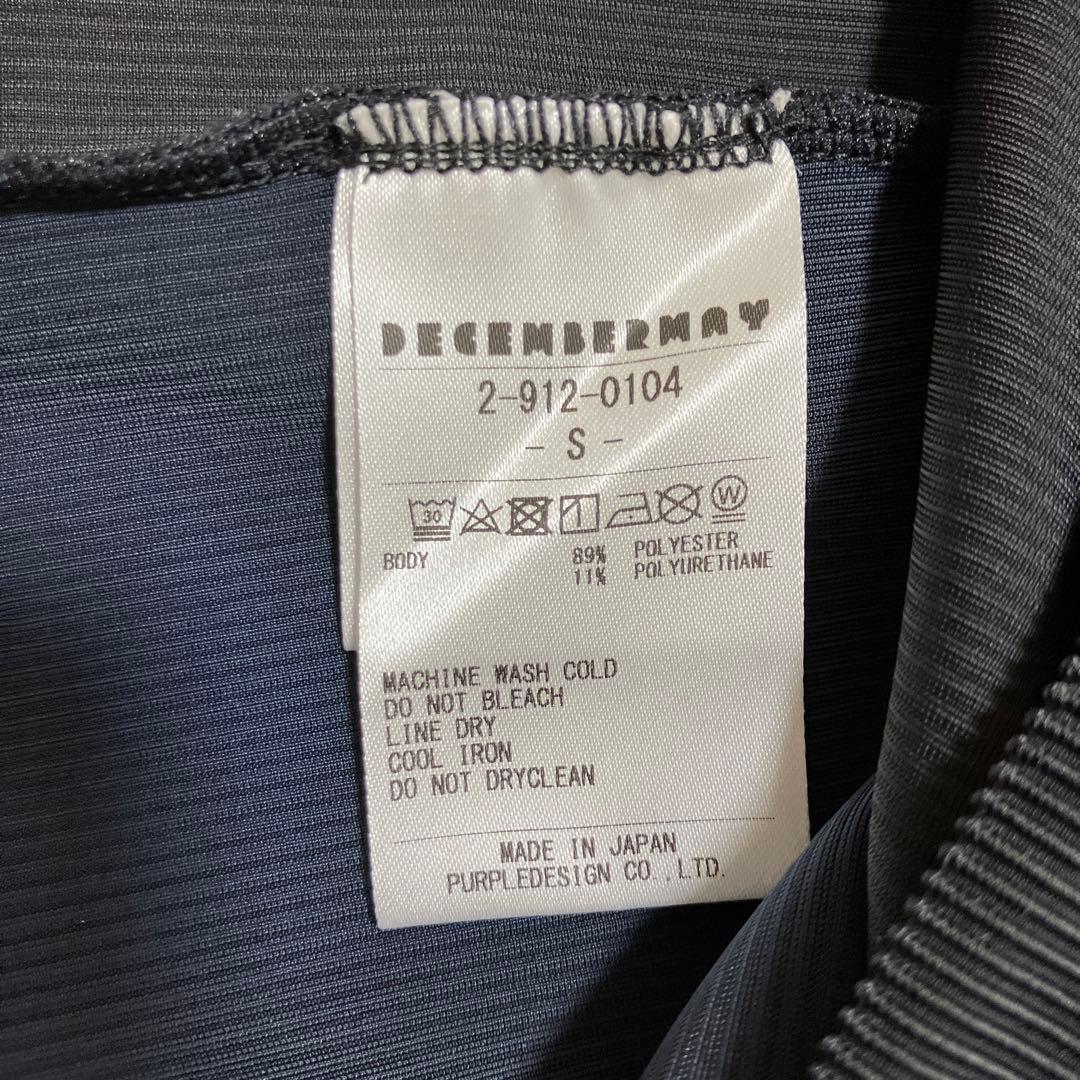 DECEMBERMAY
2-912-0104
- S -
30 W
BODY 89% POLYESTER
11% POLYURETHANE
MACHINE WASH COLD
DO NOT BLEACH
LINE DRY
COOL IRON
DO NOT DRYCLEAN
MADE IN JAPAN
PURPLEDESIGN CO .LTD.